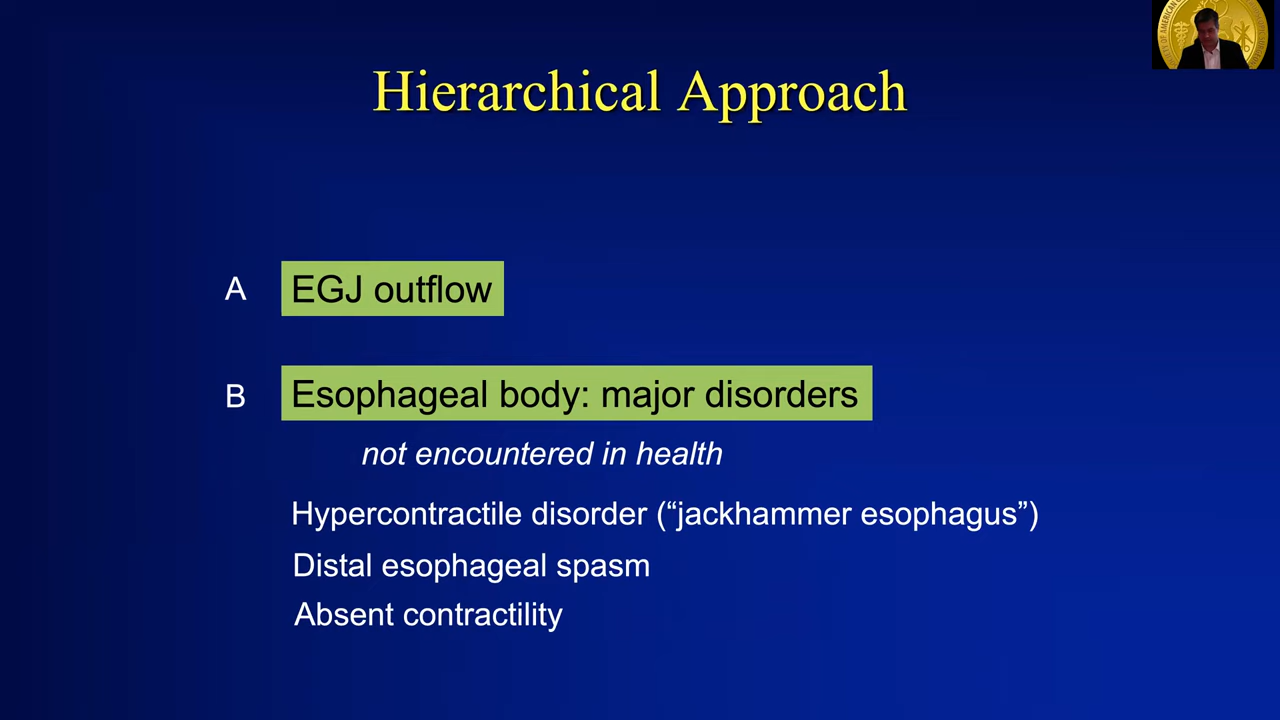 Hierarchical Approach
A EGJ outflow
B Esophageal body: major disorders
not encountered in health
Hypercontractile disorder (“jackhammer esophagus”)
Distal esophageal spasm
Absent contractility